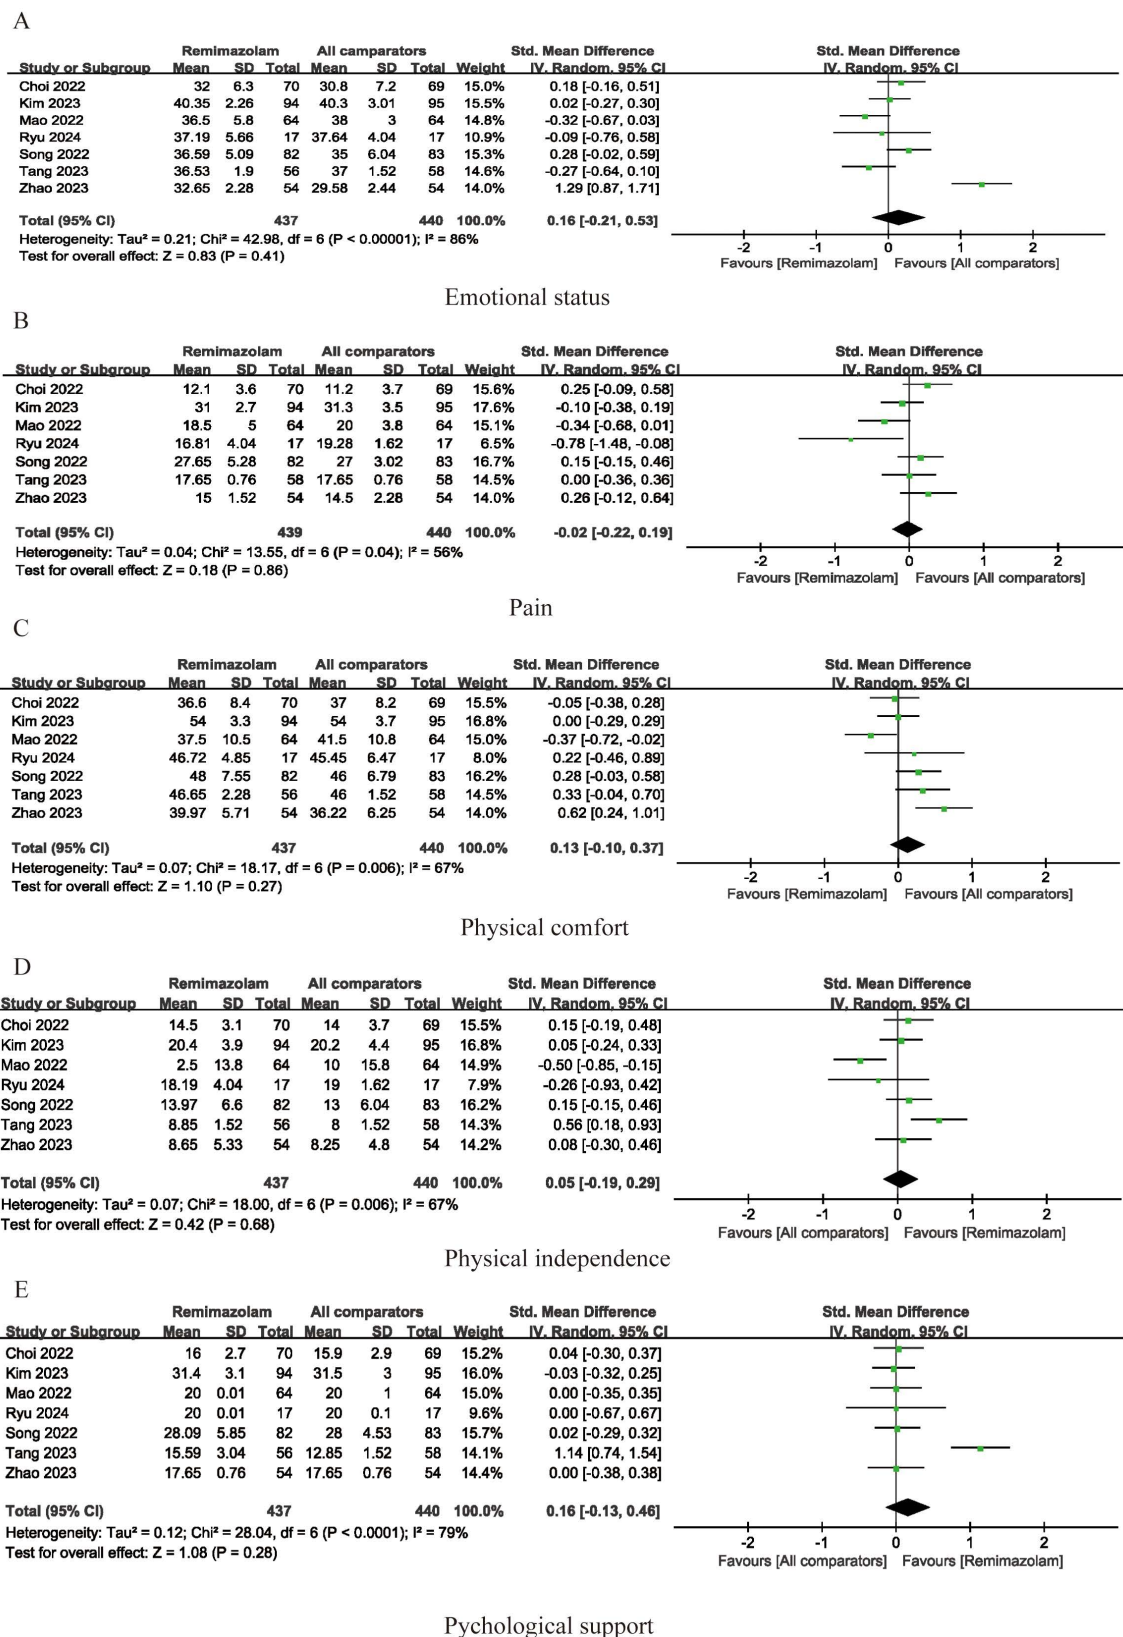 A
Remimazolam All camparators Std. Mean Difference Std. Mean Difference
Study or Subgroup Mean SD Total Mean SD Total Weight IV. Random. 95% CI IV. Random. 95% CI
Choi 2022 32 6.3 70 30.8 7.2 69 15.0% 0.18 [-0.16, 0.51]
Kim 2023 40.35 2.26 94 40.3 3.01 95 15.5% 0.02 [-0.27, 0.30]
Mao 2022 36.5 5.8 64 38 3 64 14.8% -0.32 [-0.67, 0.03]
Ryu 2024 37.19 5.66 17 37.64 4.04 17 10.9% -0.09 [-0.76, 0.58]
Song 2022 36.59 5.09 82 35 6.04 83 15.3% 0.28 [-0.02, 0.59]
Tang 2023 36.53 1.9 56 37 1.52 58 14.6% -0.27 [-0.64, 0.10]
Zhao 2023 32.65 2.28 54 29.58 2.44 54 14.0% 1.29 [0.87, 1.71]
Total (95% CI) 437 440 100.0% 0.16 [-0.21, 0.53]
Heterogeneity: Tau² = 0.21; Chi² = 42.98, df = 6 (P < 0.00001); I² = 86%
Test for overall effect: Z = 0.83 (P = 0.41)
-2 -1 0 1 2
Favours [Remimazolam] Favours [All comparators]
Emotional status
B
Remimazolam All comparators Std. Mean Difference Std. Mean Difference
Study or Subgroup Mean SD Total Mean SD Total Weight IV. Random. 95% CI IV. Random. 95% CI
Choi 2022 12.1 3.6 70 11.2 3.7 69 15.6% 0.25 [-0.09, 0.58]
Kim 2023 31 2.7 94 31.3 3.5 95 17.6% -0.10 [-0.38, 0.19]
Mao 2022 18.5 5 64 20 3.8 64 15.1% -0.34 [-0.68, 0.01]
Ryu 2024 16.81 4.04 17 19.28 1.62 17 6.5% -0.78 [-1.48, -0.08]
Song 2022 27.65 5.28 82 27 3.02 83 16.7% 0.15 [-0.15, 0.46]
Tang 2023 17.65 0.76 58 17.65 0.76 58 14.5% 0.00 [-0.36, 0.36]
Zhao 2023 15 1.52 54 14.5 2.28 54 14.0% 0.26 [-0.12, 0.64]
Total (95% CI) 439 440 100.0% -0.02 [-0.22, 0.19]
Heterogeneity: Tau² = 0.04; Chi² = 13.55, df = 6 (P = 0.04); I² = 56%
Test for overall effect: Z = 0.18 (P = 0.86)
-2 -1 0 1 2
Favours [Remimazolam] Favours [All comparators]
Pain
C
Remimazolam All comparators Std. Mean Difference Std. Mean Difference
Study or Subgroup Mean SD Total Mean SD Total Weight IV. Random. 95% CI IV. Random. 95% CI
Choi 2022 36.6 8.4 70 37 8.2 69 15.5% -0.05 [-0.38, 0.28]
Kim 2023 54 3.3 94 54 3.7 95 16.8% 0.00 [-0.29, 0.29]
Mao 2022 37.5 10.5 64 41.5 10.8 64 15.0% -0.37 [-0.72, -0.02]
Ryu 2024 46.72 4.85 17 45.45 6.47 17 8.0% 0.22 [-0.46, 0.89]
Song 2022 48 7.55 82 46 6.79 83 16.2% 0.28 [-0.03, 0.58]
Tang 2023 46.65 2.28 56 46 1.52 58 14.5% 0.33 [-0.04, 0.70]
Zhao 2023 39.97 5.71 54 36.22 6.25 54 14.0% 0.62 [0.24, 1.01]
Total (95% CI) 437 440 100.0% 0.13 [-0.10, 0.37]
Heterogeneity: Tau² = 0.07; Chi² = 18.17, df = 6 (P = 0.006); I² = 67%
Test for overall effect: Z = 1.10 (P = 0.27)
-2 -1 0 1 2
Favours [Remimazolam] Favours [All comparators]
Physical comfort
D
Remimazolam All comparators Std. Mean Difference Std. Mean Difference
Study or Subgroup Mean SD Total Mean SD Total Weight IV. Random. 95% CI IV. Random. 95% CI
Choi 2022 14.5 3.1 70 14 3.7 69 15.5% 0.15 [-0.19, 0.48]
Kim 2023 20.4 3.9 94 20.2 4.4 95 16.8% 0.05 [-0.24, 0.33]
Mao 2022 2.5 13.8 64 10 15.8 64 14.9% -0.50 [-0.85, -0.15]
Ryu 2024 18.19 4.04 17 19 1.62 17 7.9% -0.26 [-0.93, 0.42]
Song 2022 13.97 6.6 82 13 6.04 83 16.2% 0.15 [-0.15, 0.46]
Tang 2023 8.85 1.52 56 8 1.52 58 14.3% 0.56 [0.18, 0.93]
Zhao 2023 8.65 5.33 54 8.25 4.8 54 14.2% 0.08 [-0.30, 0.46]
Total (95% CI) 437 440 100.0% 0.05 [-0.19, 0.29]
Heterogeneity: Tau² = 0.07; Chi² = 18.00, df = 6 (P = 0.006); I² = 67%
Test for overall effect: Z = 0.42 (P = 0.68)
-2 -1 0 1 2
Favours [All comparators] Favours [Remimazolam]
Physical independence
E
Remimazolam All comparators Std. Mean Difference Std. Mean Difference
Study or Subgroup Mean SD Total Mean SD Total Weight IV. Random. 95% CI IV. Random. 95% CI
Choi 2022 16 2.7 70 15.9 2.9 69 15.2% 0.04 [-0.30, 0.37]
Kim 2023 31.4 3.1 94 31.5 3 95 16.0% -0.03 [-0.32, 0.25]
Mao 2022 20 0.01 64 20 1 64 15.0% 0.00 [-0.35, 0.35]
Ryu 2024 20 0.01 17 20 0.1 17 9.6% 0.00 [-0.67, 0.67]
Song 2022 28.09 5.85 82 28 4.53 83 15.7% 0.02 [-0.29, 0.32]
Tang 2023 15.59 3.04 56 12.85 1.52 58 14.1% 1.14 [0.74, 1.54]
Zhao 2023 17.65 0.76 54 17.65 0.76 54 14.4% 0.00 [-0.38, 0.38]
Total (95% CI) 437 440 100.0% 0.16 [-0.13, 0.46]
Heterogeneity: Tau² = 0.12; Chi² = 28.04, df = 6 (P < 0.0001); I² = 79%
Test for overall effect: Z = 1.08 (P = 0.28)
-2 -1 0 1 2
Favours [All comparators] Favours [Remimazolam]
Pychological support